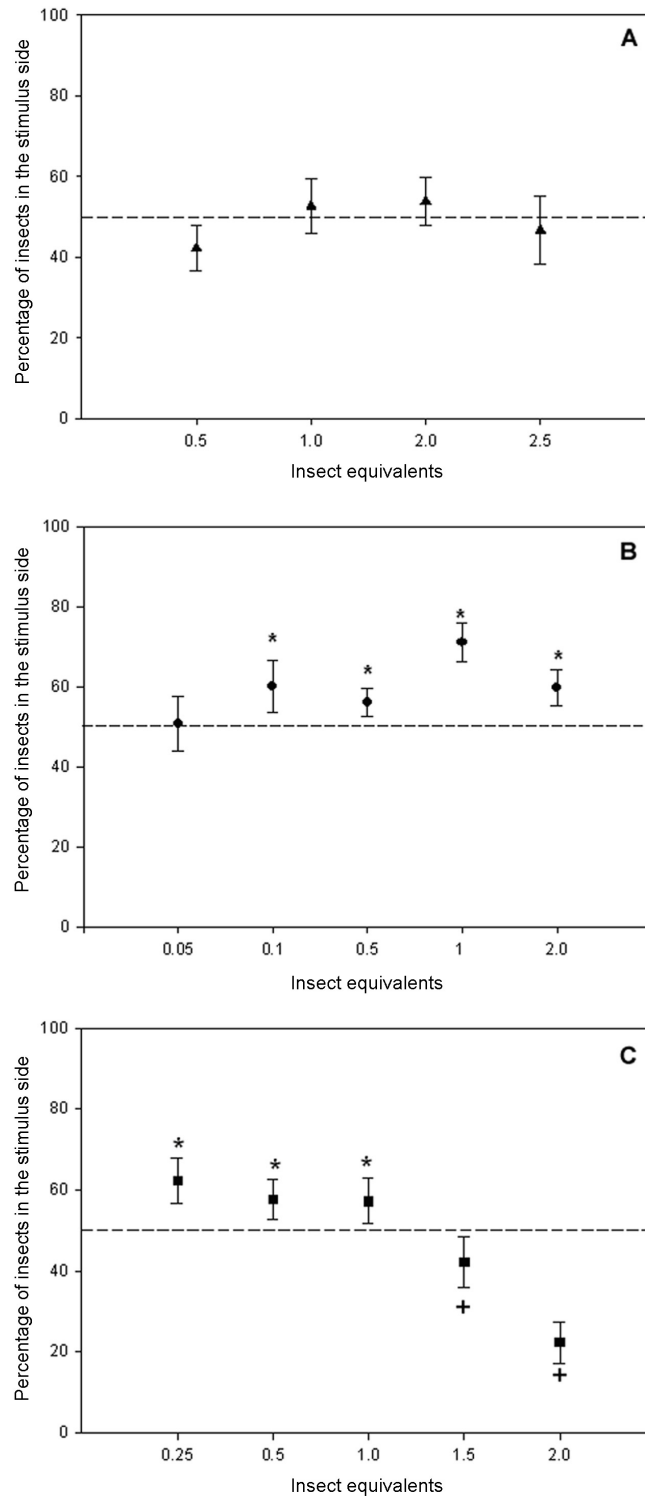 A
Percentage of insects in the stimulus side
100
80
60
40
20
0
0.5 1.0 2.0 2.5
Insect equivalents
B
Percentage of insects in the stimulus side
100
80
60
40
20
0
* * * *
0.05 0.1 0.5 1 2.0
Insect equivalents
C
Percentage of insects in the stimulus side
100
80
60
40
20
0
* * *
+ +
0.25 0.5 1.0 1.5 2.0
Insect equivalents